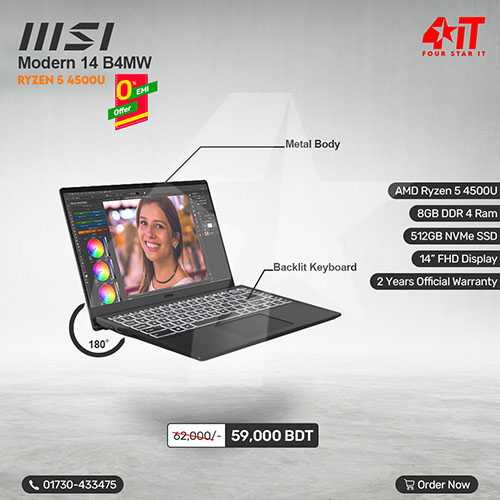 msi
Modern 14 B4MW
RYZEN 5 4500U
0%
EMI
Offer
4IT
FOUR STAR IT
Metal Body
AMD Ryzen 5 4500U
8GB DDR 4 Ram
512GB NVMe SSD
14" FHD Display
2 Years Official Warranty
Backlit Keyboard
180°
62,000/-
59,000 BDT
01730-433475
Order Now